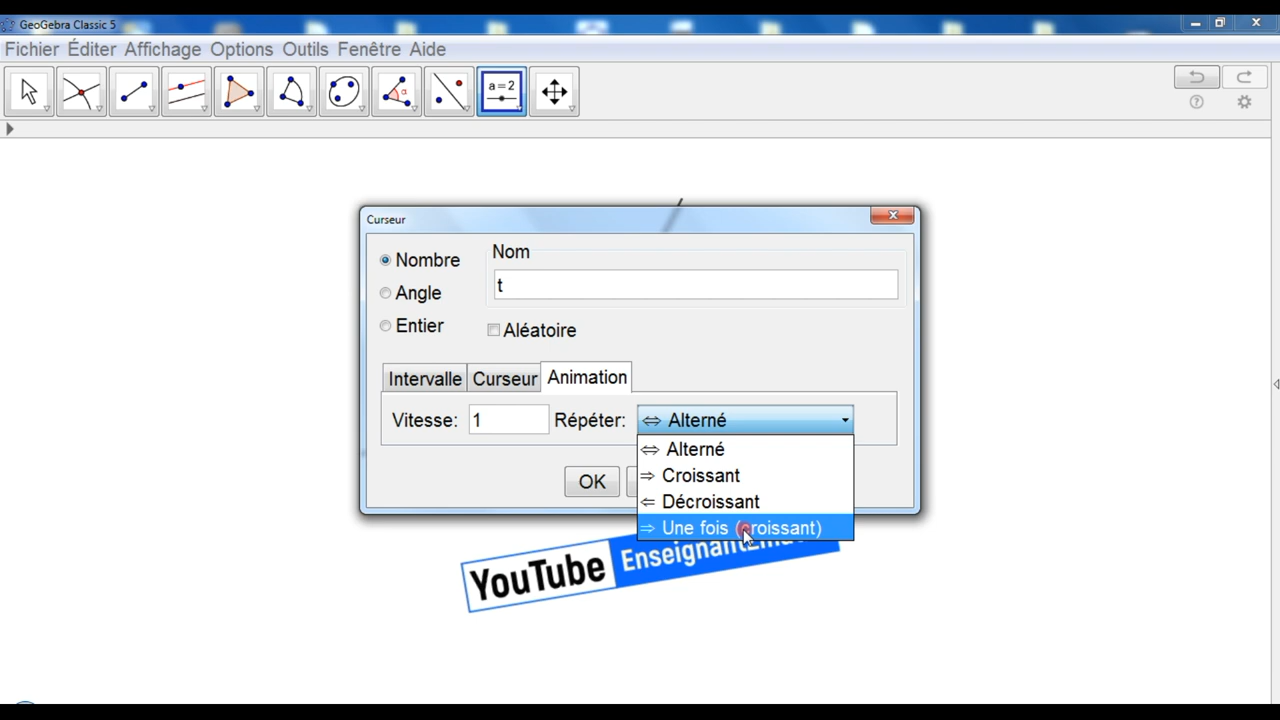 GeoGebra Classic 5
Fichier Éditer Affichage Options Outils Fenêtre Aide
a=2
α
Curseur
Nombre
Nom
t
Angle
Entier
Aléatoire
Intervalle Curseur Animation
Vitesse: 1 Répéter: ⇔ Alterné
⇔ Alterné
⇒ Croissant
OK
⇐ Décroissant
⇒ Une fois (croissant)
YouTube